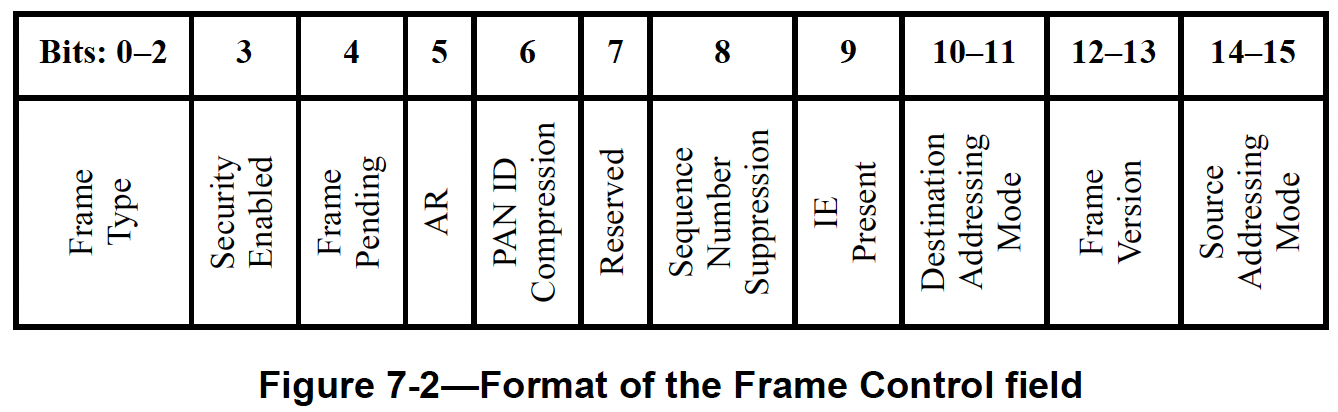 Bits: 0–2 3 4 5 6 7 8 9 10–11 12–13 14–15
Frame
Type
Security
Enabled
Frame
Pending
AR
PAN ID
Compression
Reserved
Sequence
Number
Suppression
IE
Present
Destination
Addressing
Mode
Frame
Version
Source
Addressing
Mode
Figure 7-2—Format of the Frame Control field